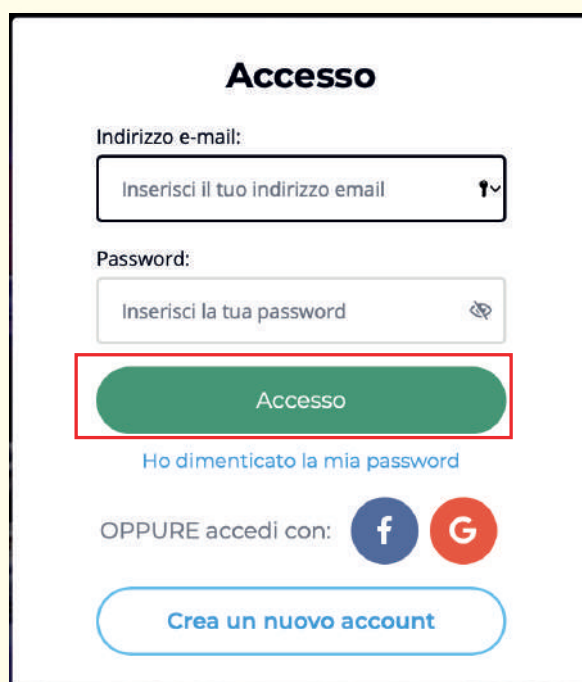 Accesso
Indirizzo e-mail:
Inserisci il tuo indirizzo email
Password:
Inserisci la tua password
Accesso
Ho dimenticato la mia password
OPPURE accedi con: f G
Crea un nuovo account